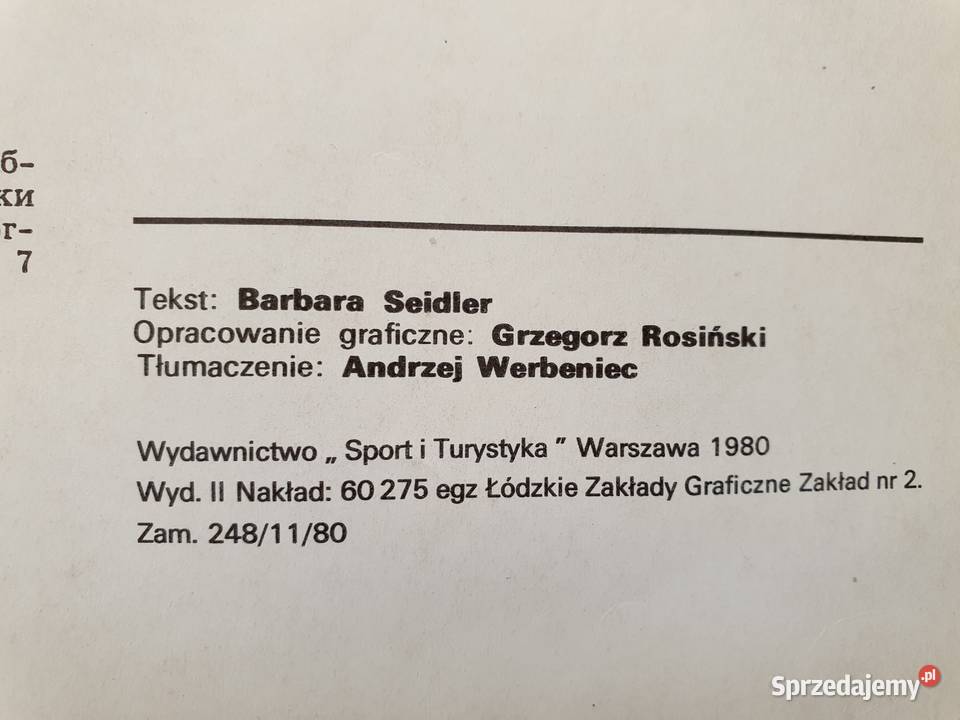 б-
ки
ог-
7
Tekst: Barbara Seidler
Opracowanie graficzne: Grzegorz Rosiński
Tłumaczenie: Andrzej Werbeniec
Wydawnictwo „ Sport i Turystyka ” Warszawa 1980
Wyd. II Nakład: 60 275 egz Łódzkie Zakłady Graficzne Zakład nr 2.
Zam. 248/11/80
Sprzedajemy.pl